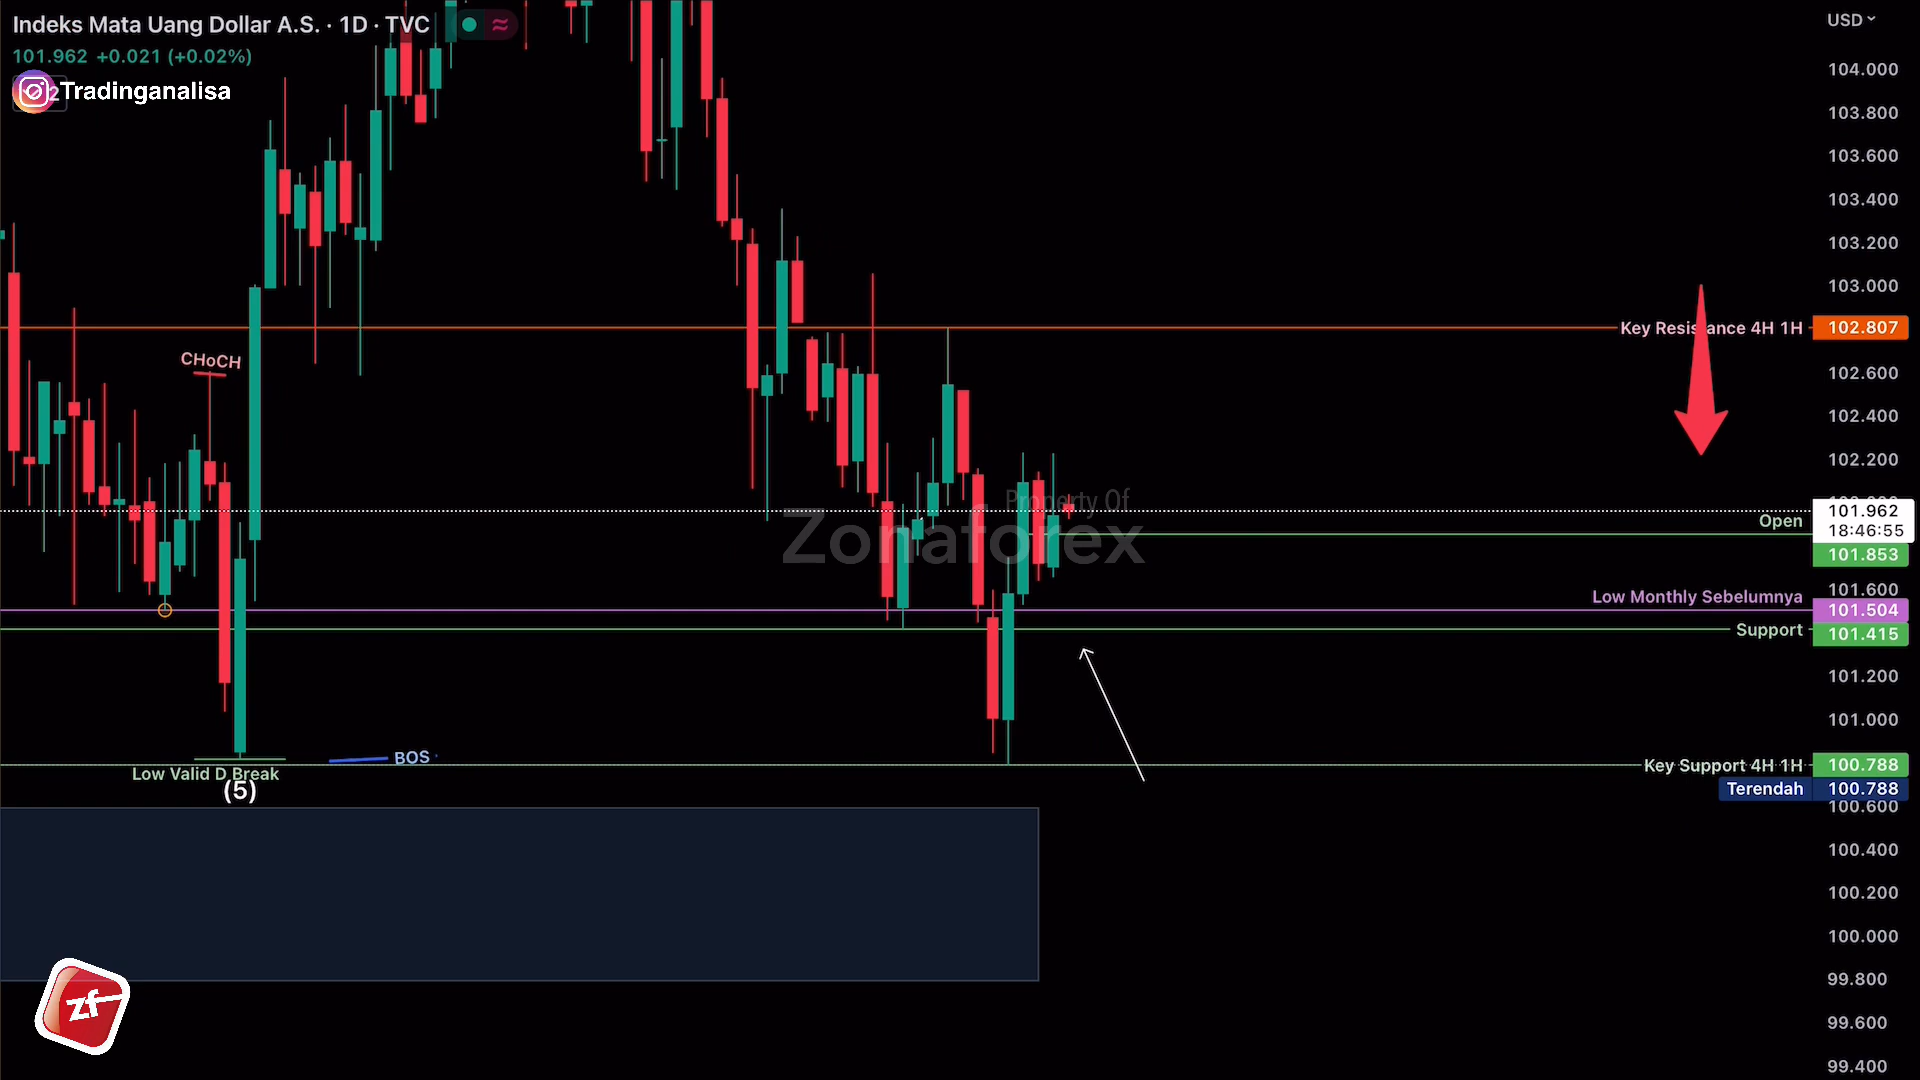 Indeks Mata Uang Dollar A.S. · 1D · TVC
101.962 +0.021 (+0.02%)
Tradinganalisa
USD
104.000
103.800
103.600
103.400
103.200
103.000
Key Resistance 4H 1H 102.807
CHoCH
102.600
102.400
102.200
Property Of
Zonaforex
101.962
Open
18:46:55
101.853
101.600
Low Monthly Sebelumnya
101.504
Support
101.415
101.200
101.000
BOS
Low Valid D Break
(5)
Key Support 4H 1H 100.788
Terendah 100.788
100.600
100.400
100.200
100.000
99.800
99.600
99.400
zf